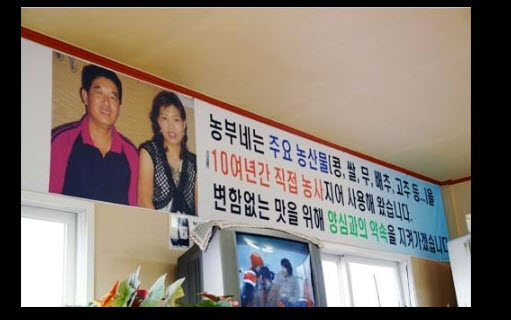 농부네는 주요 농산물(콩, 쌀, 무, 배추, 고추 등..)을
10여년간 직접 농사지어 사용해 왔습니다.
변함없는 맛을 위해 양심과의 약속을 지켜가겠습니다.